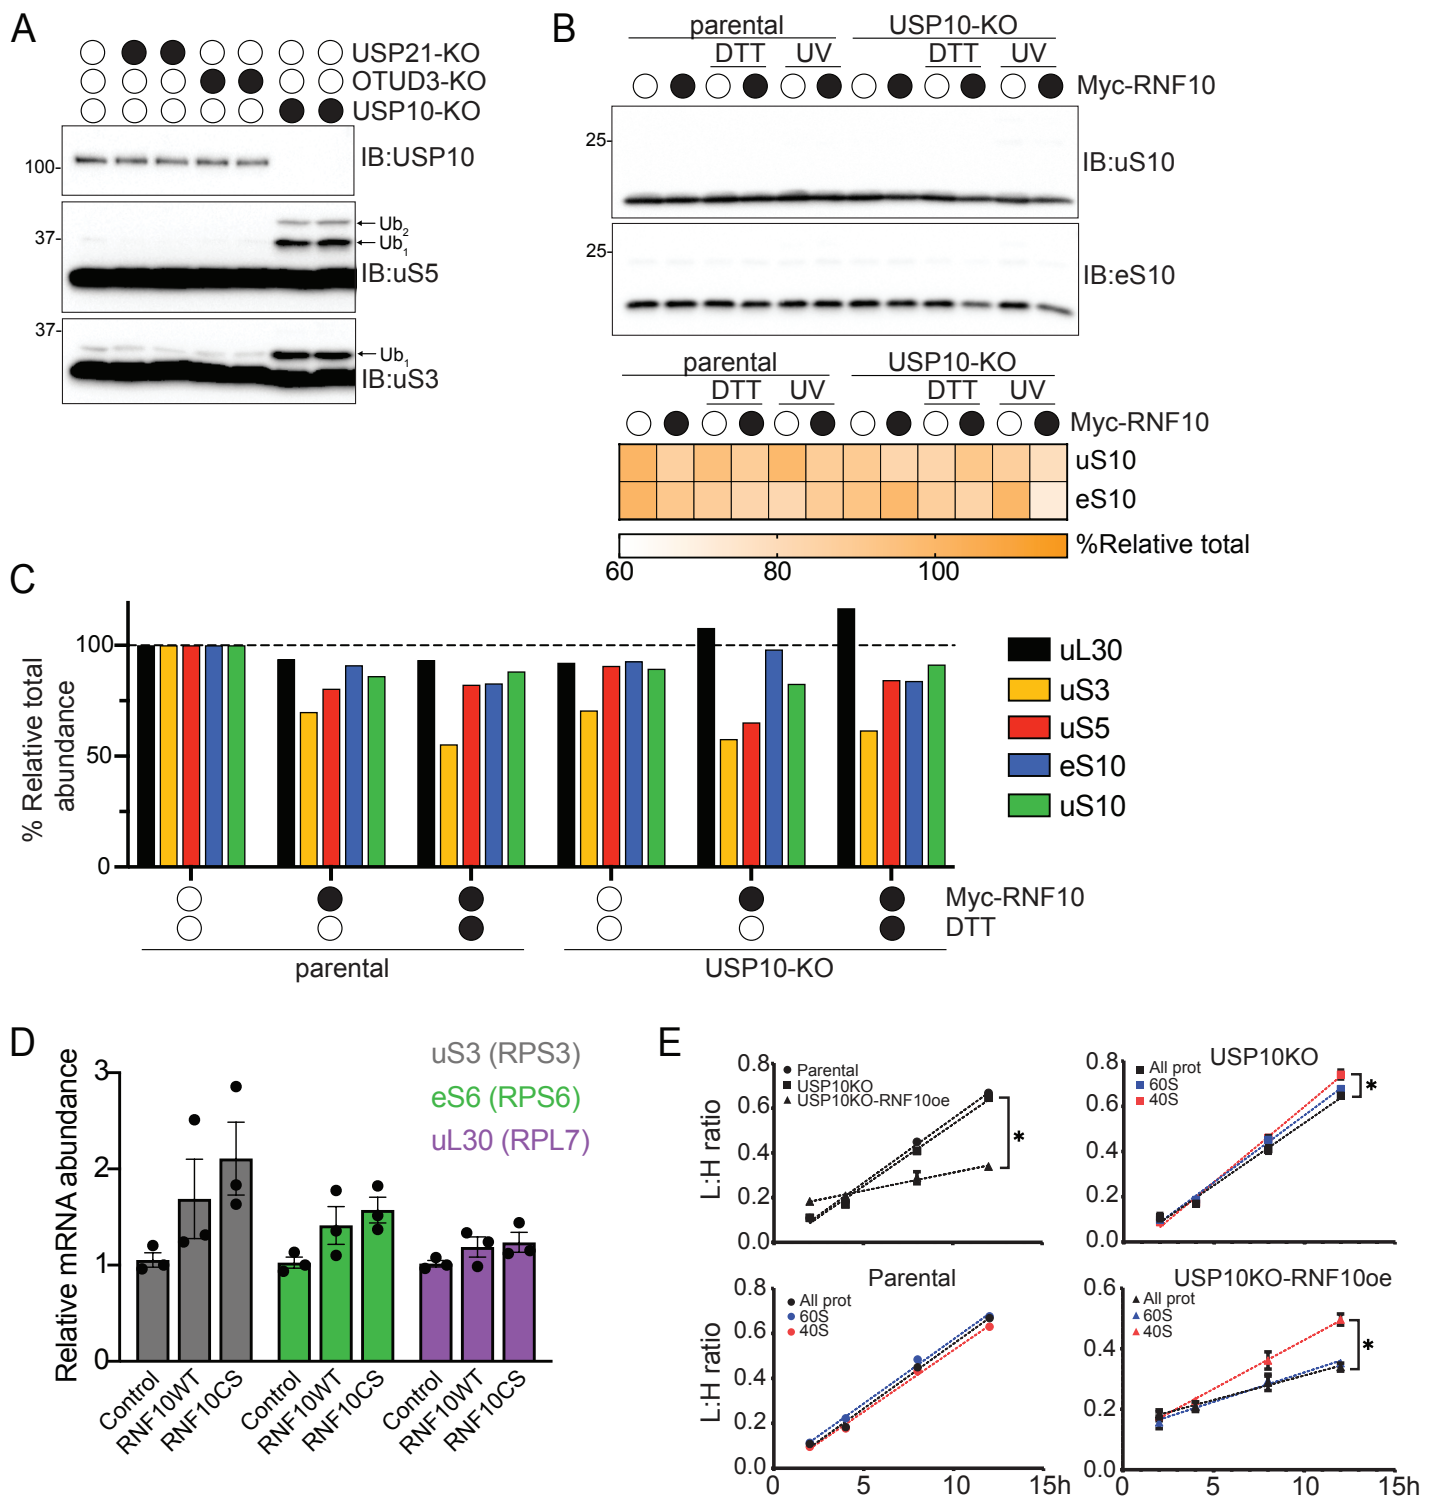 A
USP21-KO
OTUD3-KO
USP10-KO
100-
IB:USP10
37-
Ub2
Ub1
IB:uS5
37-
Ub1
IB:uS3
B
parental USP10-KO
DTT UV DTT UV
Myc-RNF10
25-
IB:uS10
25-
IB:eS10
parental USP10-KO
DTT UV DTT UV
Myc-RNF10
uS10
eS10
%Relative total
60 80 100
C
% Relative total
abundance
100
50
0
uL30
uS3
uS5
eS10
uS10
Myc-RNF10
DTT
parental USP10-KO
D
Relative mRNA abundance
3
2
1
0
uS3 (RPS3)
eS6 (RPS6)
uL30 (RPL7)
Control RNF10WT RNF10CS Control RNF10WT RNF10CS Control RNF10WT RNF10CS
E
L:H ratio
0.8
0.6
0.4
0.2
0.0
Parental
USP10KO
USP10KO-RNF10oe
*
USP10KO
0.8
0.6
0.4
0.2
0.0
All prot
60S
40S
*
Parental
L:H ratio
0.8
0.6
0.4
0.2
0.0
All prot
60S
40S
0 5 10 15h
USP10KO-RNF10oe
0.6
0.4
0.2
0.0
All prot
60S
40S
*
0 5 10 15h